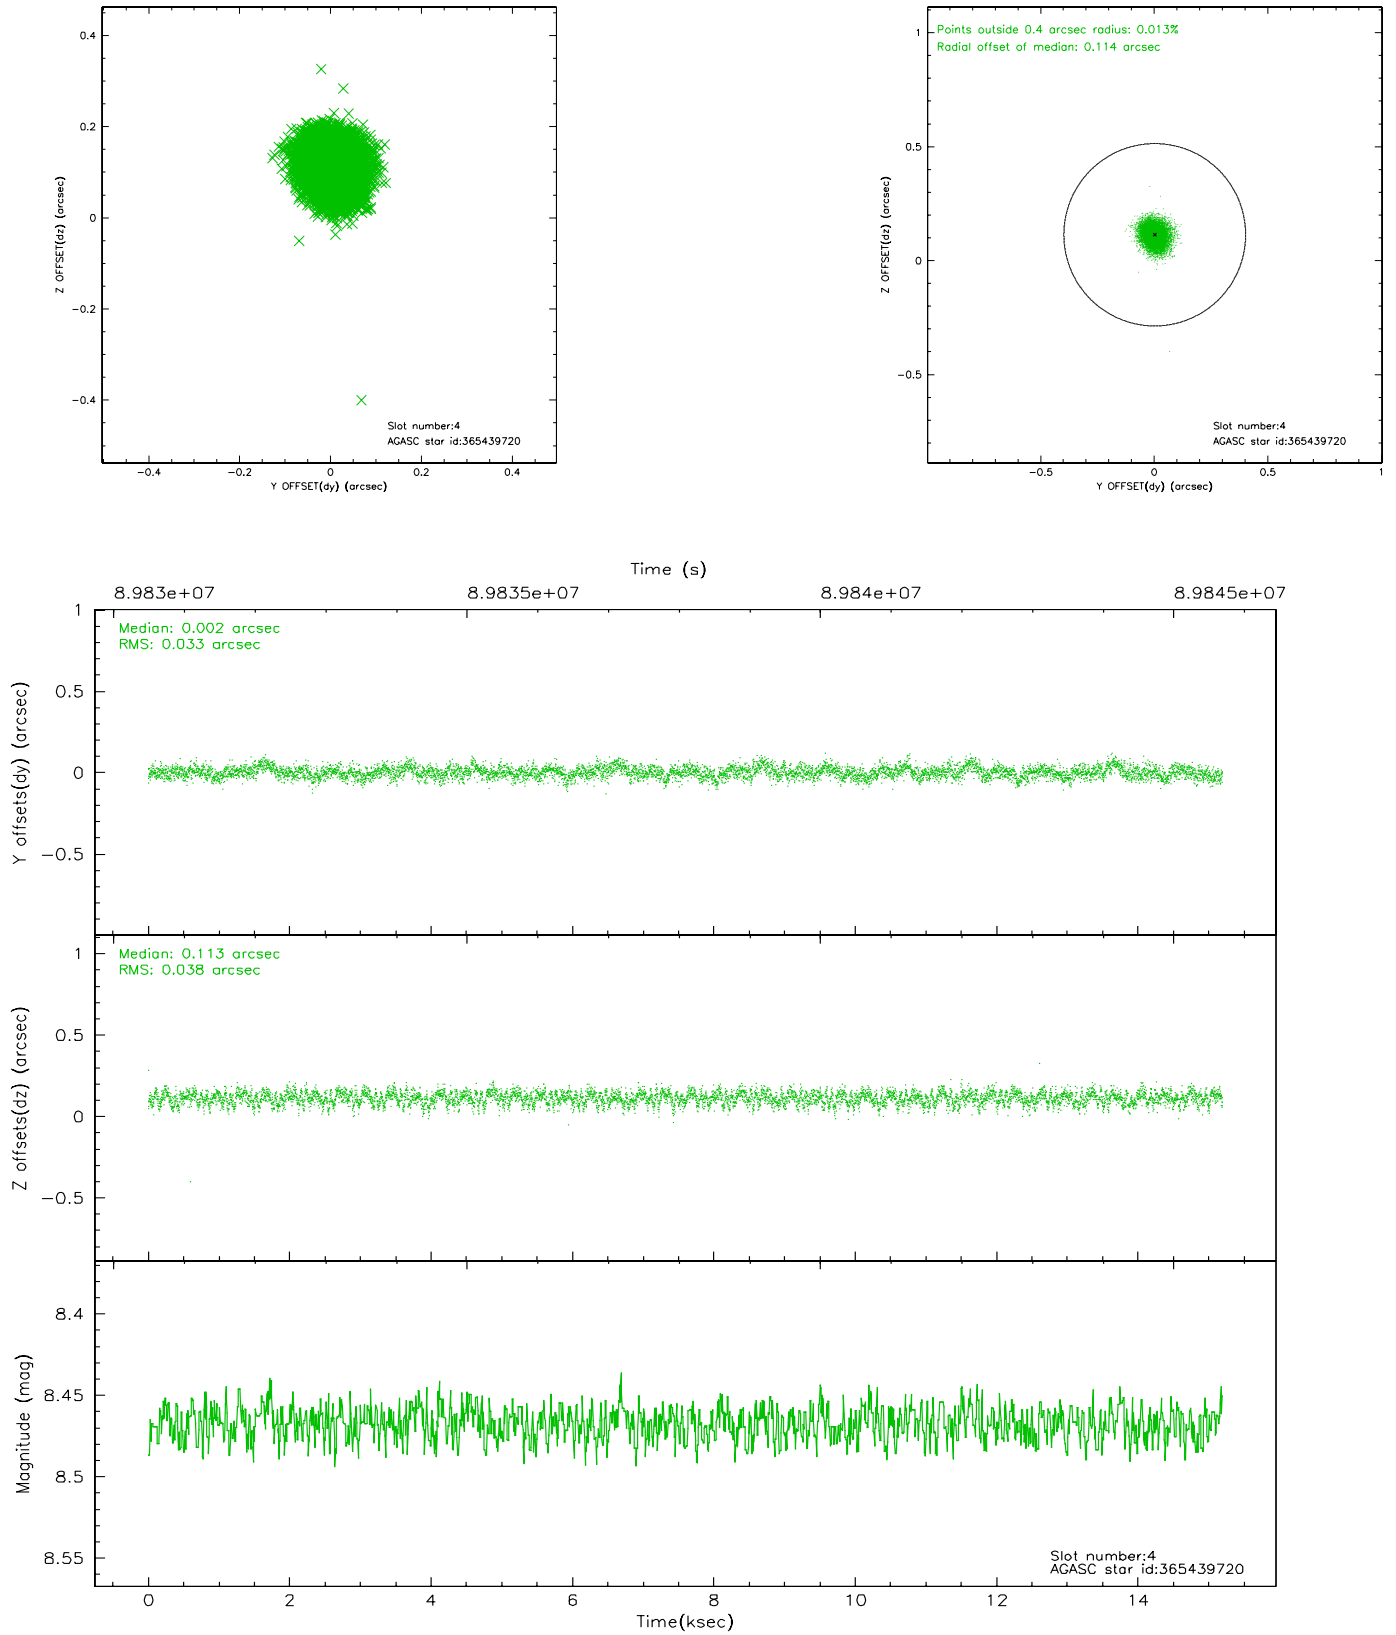 0.4
0.2
0
−0.2
−0.4
Z OFFSET(dz) (arcsec)
Slot number:4
AGASC star id:365439720
−0.4 −0.2 0 0.2 0.4
Y OFFSET(dy) (arcsec)
Points outside 0.4 arcsec radius: 0.013%
Radial offset of median: 0.114 arcsec
1
0.5
0
−0.5
Z OFFSET(dz) (arcsec)
Slot number:4
AGASC star id:365439720
−0.5 0 0.5 1
Y OFFSET(dy) (arcsec)
Time (s)
8.983e+07 8.9835e+07 8.984e+07 8.9845e+07
Median: 0.002 arcsec
RMS: 0.033 arcsec
1
0.5
0
−0.5
Y offsets(dy) (arcsec)
Median: 0.113 arcsec
RMS: 0.038 arcsec
1
0.5
0
−0.5
Z offsets(dz) (arcsec)
8.4
8.45
8.5
8.55
Magnitude (mag)
Slot number:4
AGASC star id:365439720
0 2 4 6 8 10 12 14
Time(ksec)